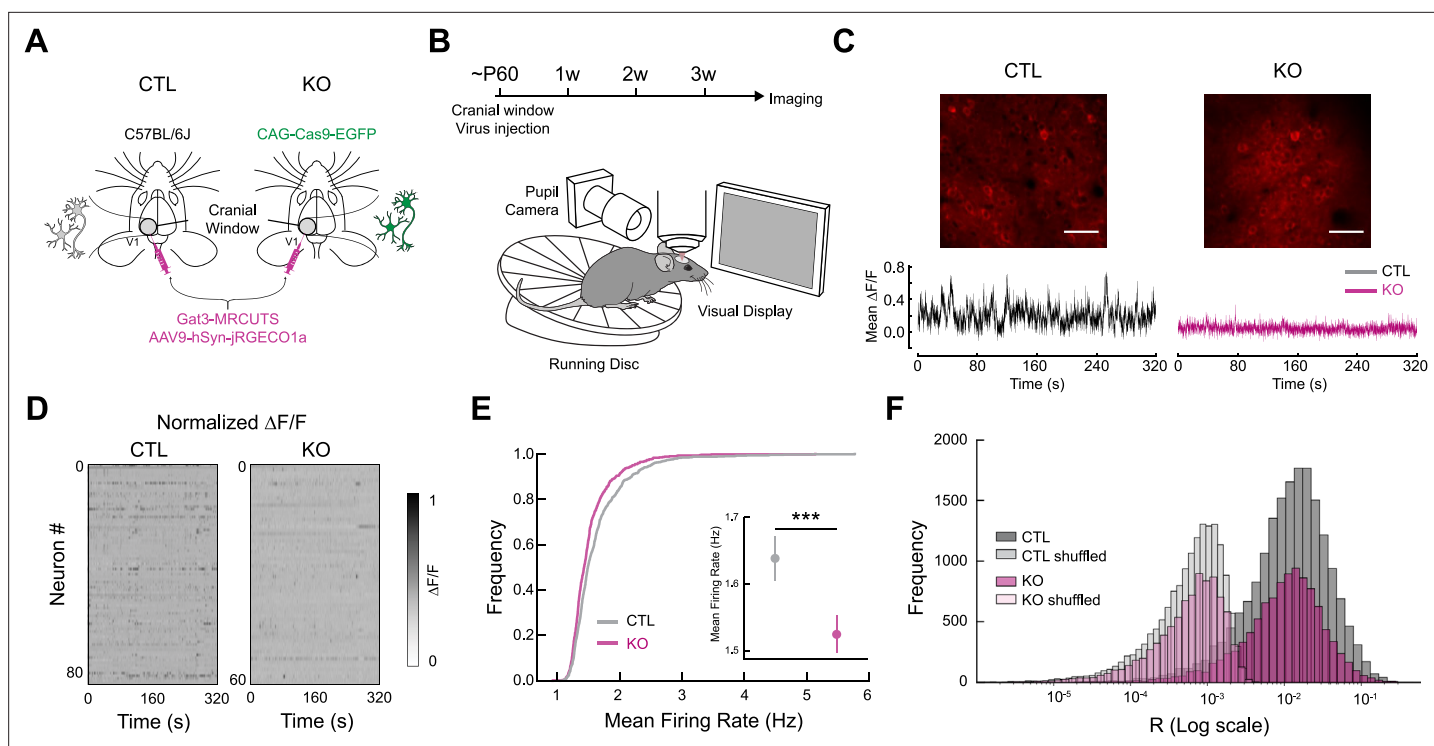 A
CTL
KO
C57BL/6J
CAG-Cas9-EGFP
Cranial
Window
V1
V1
Gat3-MRCUTS
AAV9-hSyn-jRGECO1a
B
~P60
1w
2w
3w
Imaging
Cranial window
Virus injection
Pupil
Camera
Visual Display
Running Disc
C
CTL
KO
CTL
KO
Mean ΔF/F
0.8
0.4
0.0
0 80 160 240 320
Time (s)
0 80 160 240 320
Time (s)
D
Normalized ΔF/F
CTL
KO
Neuron #
0
80
0
60
0 160 320
Time (s)
0 160 320
Time (s)
1
0
ΔF/F
E
Frequency
1.0
0.8
0.6
0.4
0.2
0.0
1 2 3 4 5 6
Mean Firing Rate (Hz)
CTL
KO
Mean Firing Rate (Hz)
1.7
1.6
1.5
***
F
Frequency
2000
1500
1000
500
0
CTL
CTL shuffled
KO
KO shuffled
10⁻⁵ 10⁻⁴ 10⁻³ 10⁻² 10⁻¹
R (Log scale)